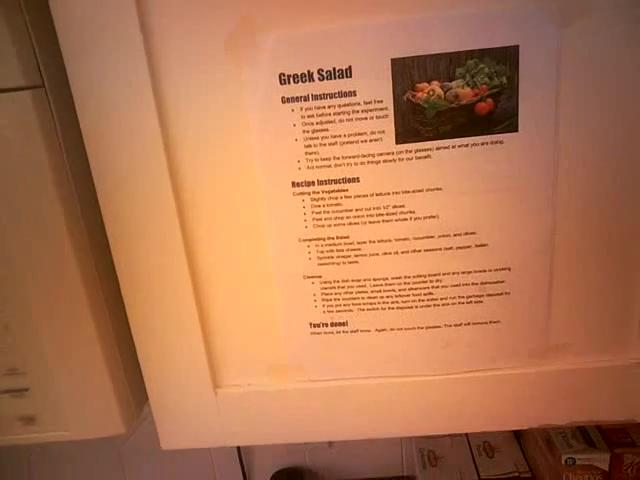 Greek Salad
General Instructions
• If you have any questions, feel free
to ask before starting the experiment.
• Once adjusted, do not move or touch
the glasses.
• Unless you have a problem, do not
talk to the staff (pretend we aren't
there).
• Try to keep the forward-facing camera (on the glasses) aimed at what you are doing.
• Act normal, don't try to do things slowly for our benefit.
Recipe Instructions
Cutting the Vegetables
• Slightly chop a few pieces of lettuce into bite-sized chunks.
• Dice a tomato.
• Peel the cucumber and cut into 1/2" slices.
• Peel and chop an onion into bite-sized chunks.
• Chop up some olives (or leave them whole if you prefer).
Completing the Salad
• In a medium bowl, layer the lettuce, tomato, cucumber, onion, and olives.
• Top with feta cheese.
• Sprinkle vinegar, lemon juice, olive oil, and other seasons (salt, pepper, Italian
seasoning) to taste.
Cleanup
• Using the dish soap and sponge, wash the cutting board and any large bowls or cooking
utensils that you used. Leave them on the counter to dry.
• Place any other plates, small bowls, and silverware that you used into the dishwasher.
• Wipe the counters to clean up any leftover food spills.
• If you put any food scraps in the sink, turn on the water and run the garbage disposal for
a few seconds. The switch for the disposal is under the sink on the left side.
You're done!
When done, let the staff know. Again, do not touch the glasses. The staff will remove them.